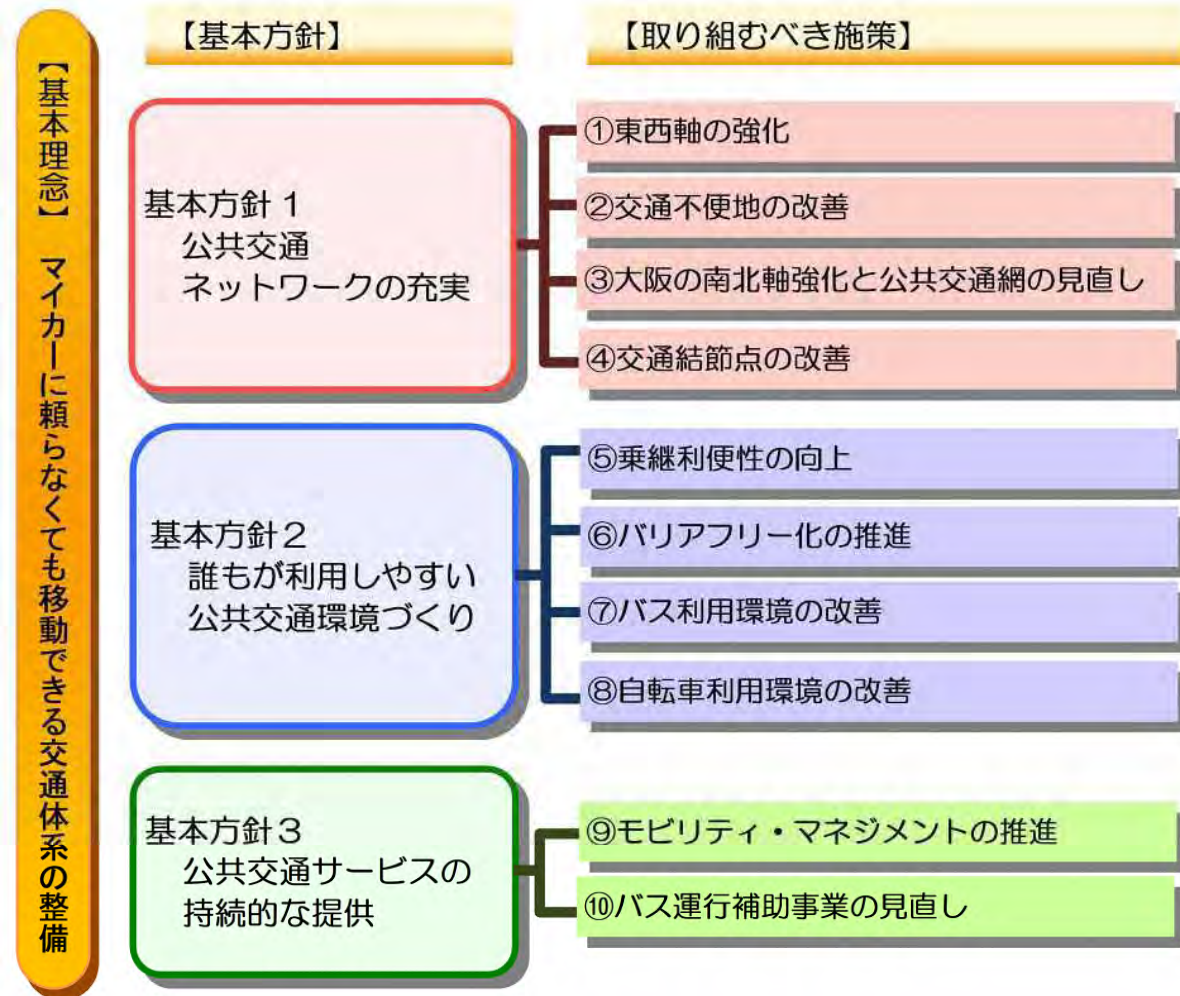 【基本理念】 マイカーに頼らなくても移動できる交通体系の整備
【基本方針】
【取り組むべき施策】
基本方針1
公共交通
ネットワークの充実
①東西軸の強化
②交通不便地の改善
③大阪の南北軸強化と公共交通網の見直し
④交通結節点の改善
基本方針2
誰もが利用しやすい
公共交通環境づくり
⑤乗継利便性の向上
⑥バリアフリー化の推進
⑦バス利用環境の改善
⑧自転車利用環境の改善
基本方針3
公共交通サービスの
持続的な提供
⑨モビリティ・マネジメントの推進
⑩バス運行補助事業の見直し